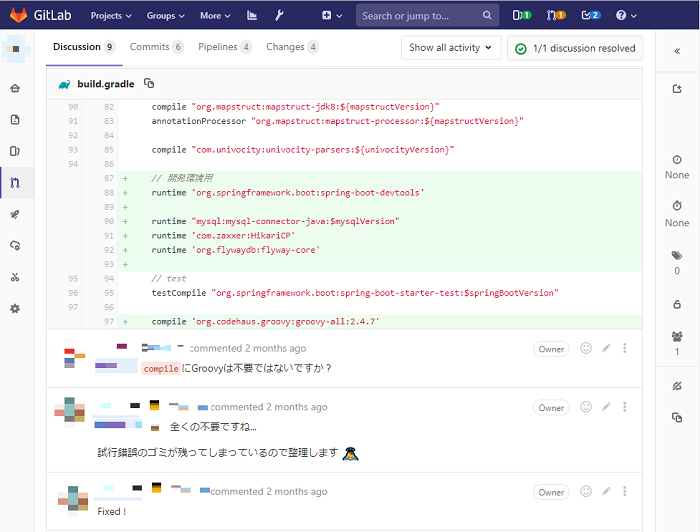 GitLab Projects Groups More Search or jump to... 1 1 2
Discussion 9 Commits 6 Pipelines 4 Changes 4 Show all activity 1/1 discussion resolved
build.gradle
90 82 compile "org.mapstruct:mapstruct-jdk8:${mapstructVersion}"
91 83 annotationProcessor "org.mapstruct:mapstruct-processor:${mapstructVersion}"
92 84
93 85 compile "com.univocity:univocity-parsers:${univocityVersion}"
94 86
87 + // 開発環境用
88 + runtime 'org.springframework.boot:spring-boot-devtools'
89 +
90 + runtime "mysql:mysql-connector-java:$mysqlVersion"
91 + runtime 'com.zaxxer:HikariCP'
92 + runtime 'org.flywaydb:flyway-core'
93 +
95 94 // test
96 95 testCompile "org.springframework.boot:spring-boot-starter-test:$springBootVersion"
97 96
97 + compile 'org.codehaus.groovy:groovy-all:2.4.7'
commented 2 months ago Owner
compileにGroovyは不要ではないですか？
commented 2 months ago Owner
全くの不要ですね...
試行錯誤のゴミが残ってしまっているので整理します
commented 2 months ago Owner
Fixed !
None
None
0
1